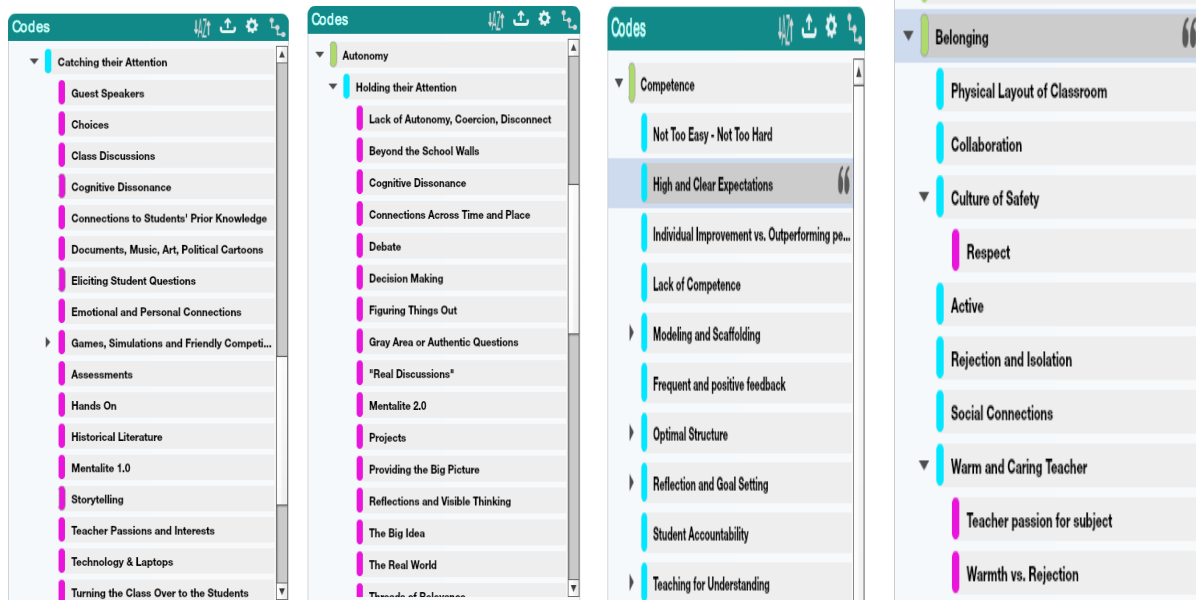 Codes
Catching their Attention
Guest Speakers
Choices
Class Discussions
Cognitive Dissonance
Connections to Students' Prior Knowledge
Documents, Music, Art, Political Cartoons
Eliciting Student Questions
Emotional and Personal Connections
Games, Simulations and Friendly Competi...
Assessments
Hands On
Historical Literature
Mentalite 1.0
Storytelling
Teacher Passions and Interests
Technology & Laptops
Turning the Class Over to the Students
Codes
Autonomy
Holding their Attention
Lack of Autonomy, Coercion, Disconnect
Beyond the School Walls
Cognitive Dissonance
Connections Across Time and Place
Debate
Decision Making
Figuring Things Out
Gray Area or Authentic Questions
"Real Discussions"
Mentalite 2.0
Projects
Providing the Big Picture
Reflections and Visible Thinking
The Big Idea
The Real World
Threads of Relevance
Codes
Competence
Not Too Easy - Not Too Hard
High and Clear Expectations
Individual Improvement vs. Outperforming pe...
Lack of Competence
Modeling and Scaffolding
Frequent and positive feedback
Optimal Structure
Reflection and Goal Setting
Student Accountability
Teaching for Understanding
Belonging
Physical Layout of Classroom
Collaboration
Culture of Safety
Respect
Active
Rejection and Isolation
Social Connections
Warm and Caring Teacher
Teacher passion for subject
Warmth vs. Rejection